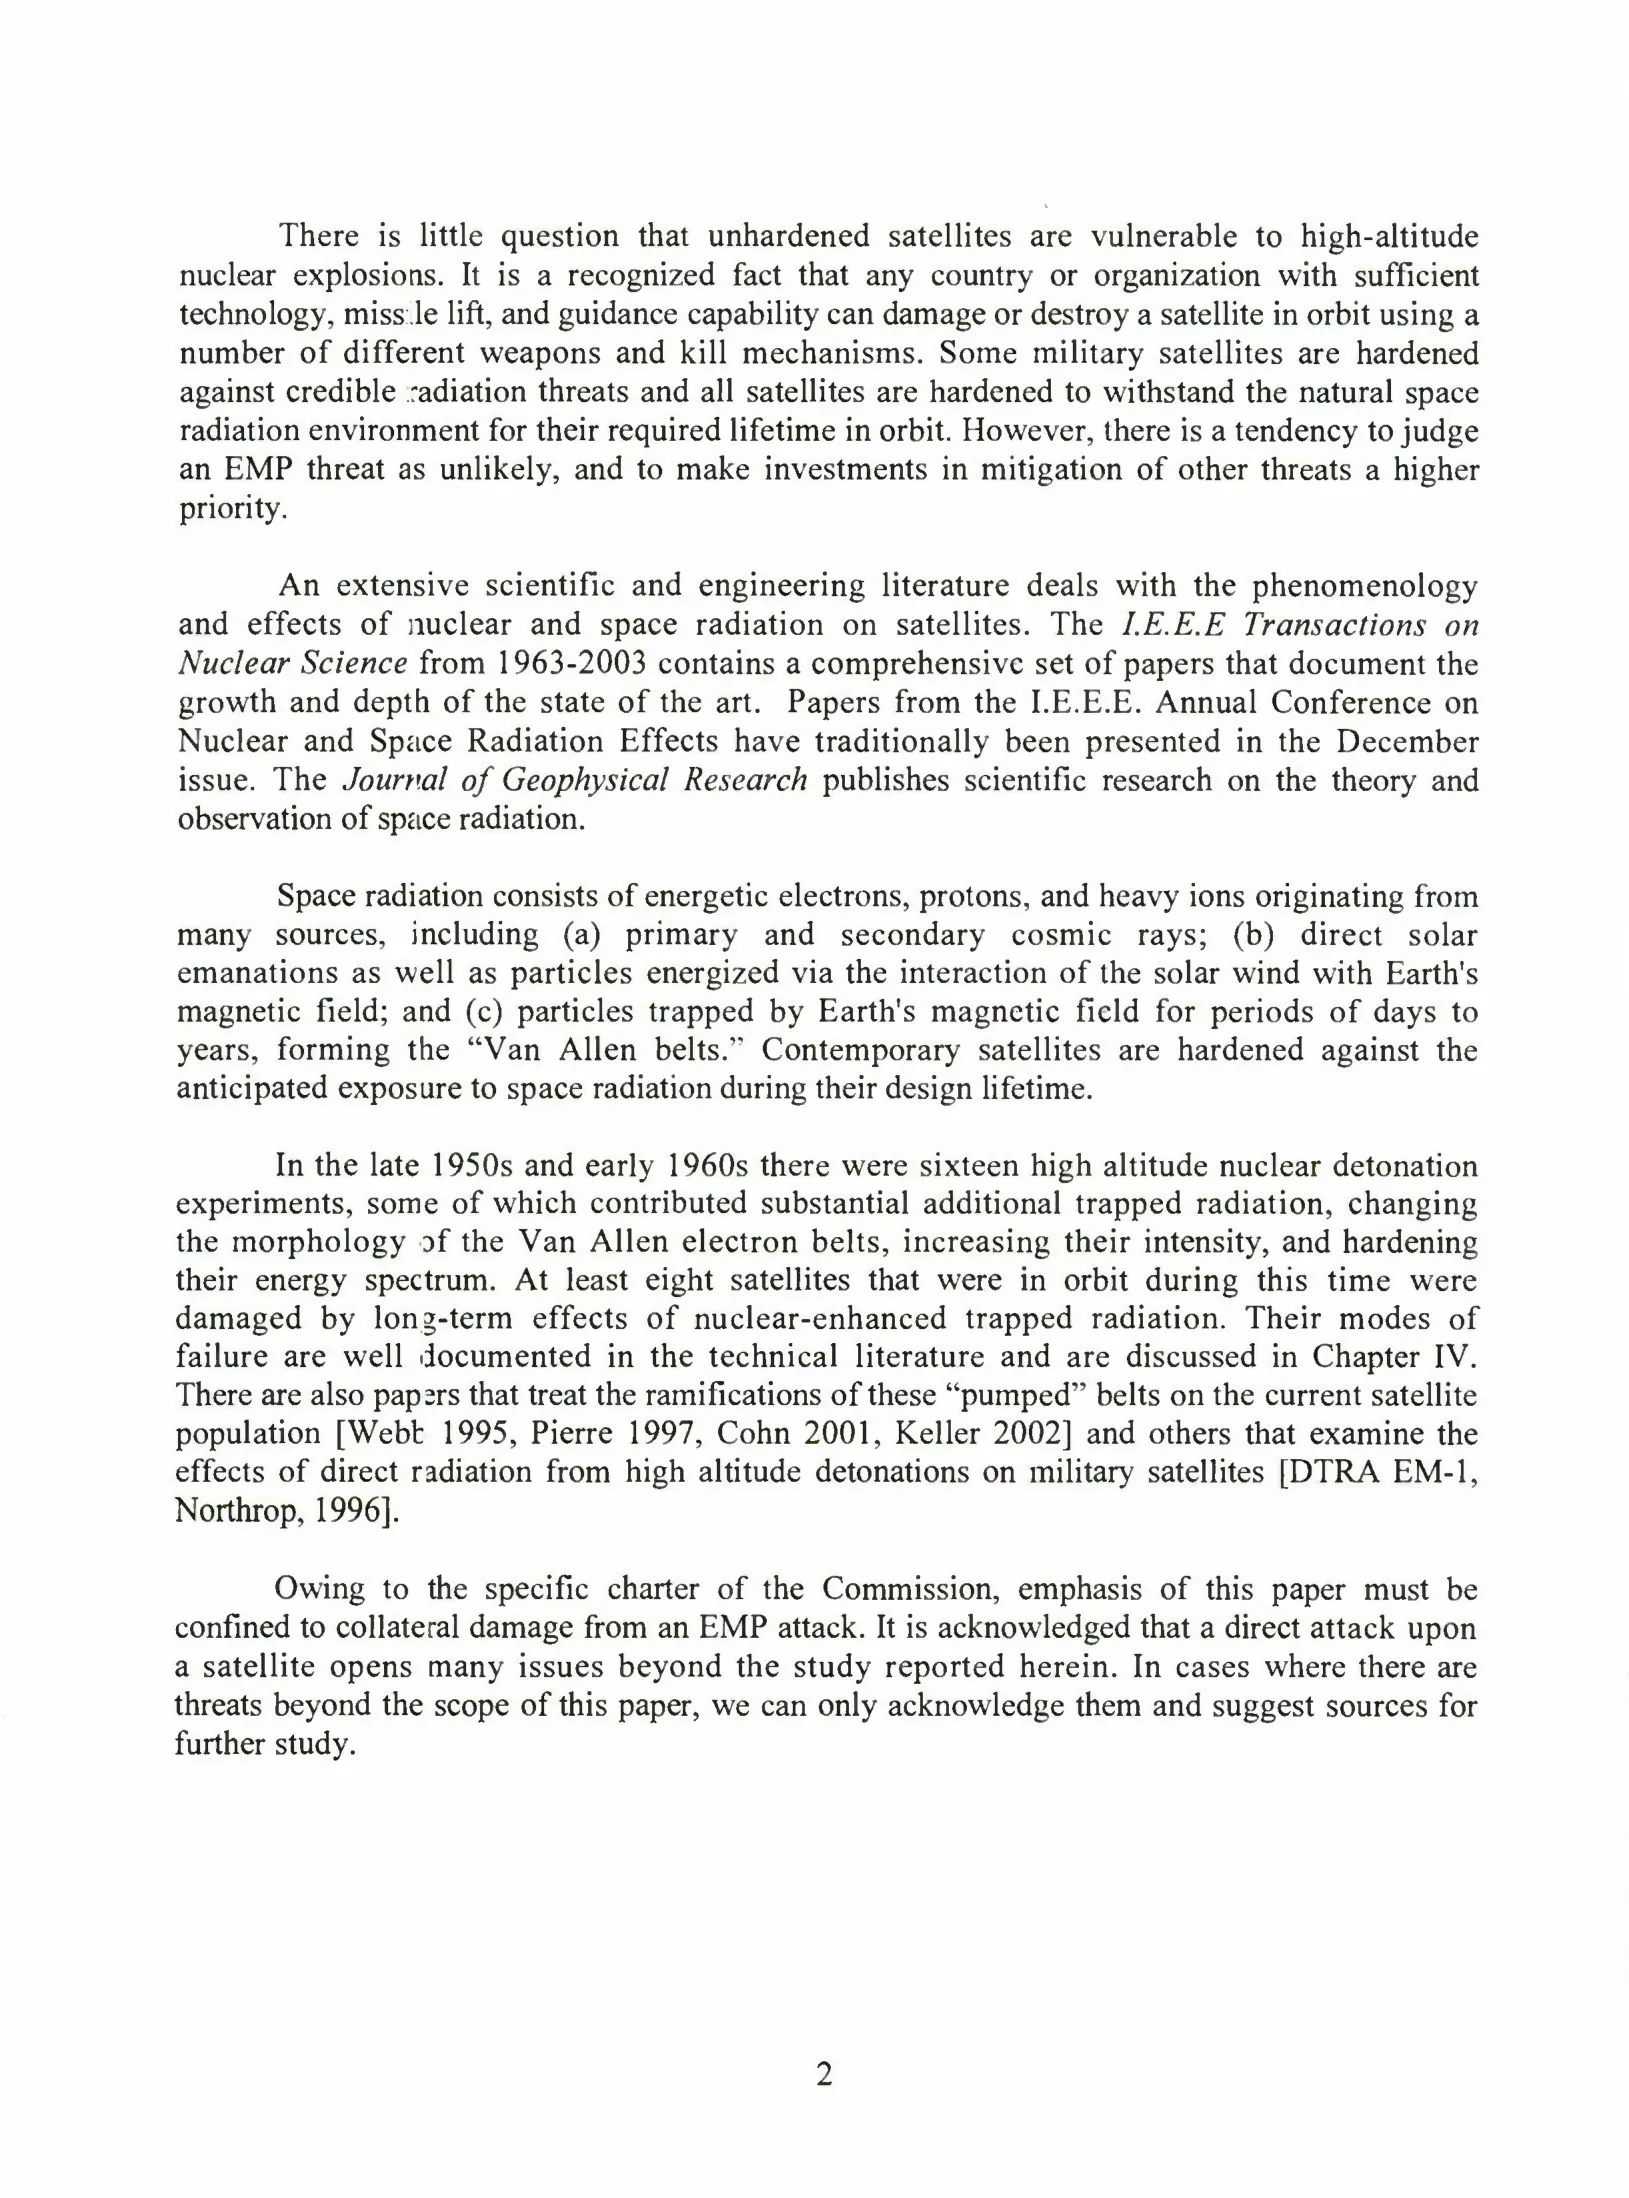 There is little question that unhardened satellites are vulnerable to high-altitude
nuclear explosions. It is a recognized fact that any country or organization with sufficient
technology, missile lift, and guidance capability can damage or destroy a satellite in orbit using a
number of different weapons and kill mechanisms. Some military satellites are hardened
against credible radiation threats and all satellites are hardened to withstand the natural space
radiation environment for their required lifetime in orbit. However, there is a tendency to judge
an EMP threat as unlikely, and to make investments in mitigation of other threats a higher
priority.
An extensive scientific and engineering literature deals with the phenomenology
and effects of nuclear and space radiation on satellites. The I.E.E.E Transactions on
Nuclear Science from 1963-2003 contains a comprehensive set of papers that document the
growth and depth of the state of the art. Papers from the I.E.E.E. Annual Conference on
Nuclear and Space Radiation Effects have traditionally been presented in the December
issue. The Journal of Geophysical Research publishes scientific research on the theory and
observation of space radiation.
Space radiation consists of energetic electrons, protons, and heavy ions originating from
many sources, including (a) primary and secondary cosmic rays; (b) direct solar
emanations as well as particles energized via the interaction of the solar wind with Earth's
magnetic field; and (c) particles trapped by Earth's magnetic field for periods of days to
years, forming the “Van Allen belts.” Contemporary satellites are hardened against the
anticipated exposure to space radiation during their design lifetime.
In the late 1950s and early 1960s there were sixteen high altitude nuclear detonation
experiments, some of which contributed substantial additional trapped radiation, changing
the morphology of the Van Allen electron belts, increasing their intensity, and hardening
their energy spectrum. At least eight satellites that were in orbit during this time were
damaged by long-term effects of nuclear-enhanced trapped radiation. Their modes of
failure are well documented in the technical literature and are discussed in Chapter IV.
There are also papers that treat the ramifications of these “pumped” belts on the current satellite
population [Webb 1995, Pierre 1997, Cohn 2001, Keller 2002] and others that examine the
effects of direct radiation from high altitude detonations on military satellites [DTRA EM-1,
Northrop, 1996].
Owing to the specific charter of the Commission, emphasis of this paper must be
confined to collateral damage from an EMP attack. It is acknowledged that a direct attack upon
a satellite opens many issues beyond the study reported herein. In cases where there are
threats beyond the scope of this paper, we can only acknowledge them and suggest sources for
further study.
2